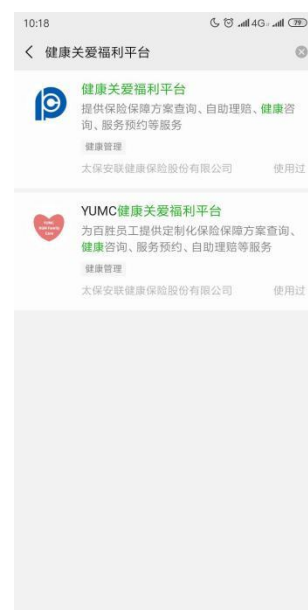 10:18
4G 79
健康关爱福利平台
健康关爱福利平台
提供保险保障方案查询、自助理赔、健康咨
询、服务预约等服务
健康管理
太保安联健康保险股份有限公司 使用过
YUMC健康关爱福利平台
为百胜员工提供定制化保险保障方案查询、
健康咨询、服务预约、自助理赔等服务
健康管理
太保安联健康保险股份有限公司 使用过